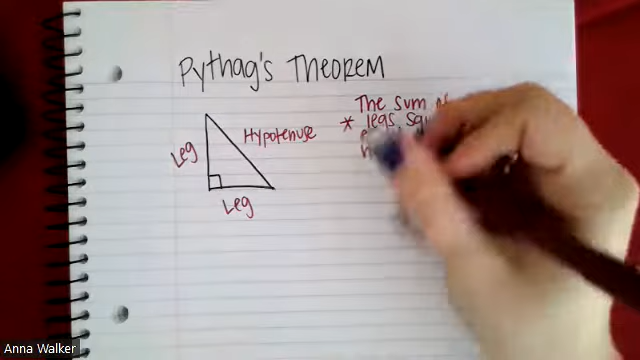 Pythag's Theorem
The sum
* legs
Leg
Hypotenuse
Leg
Anna Walker